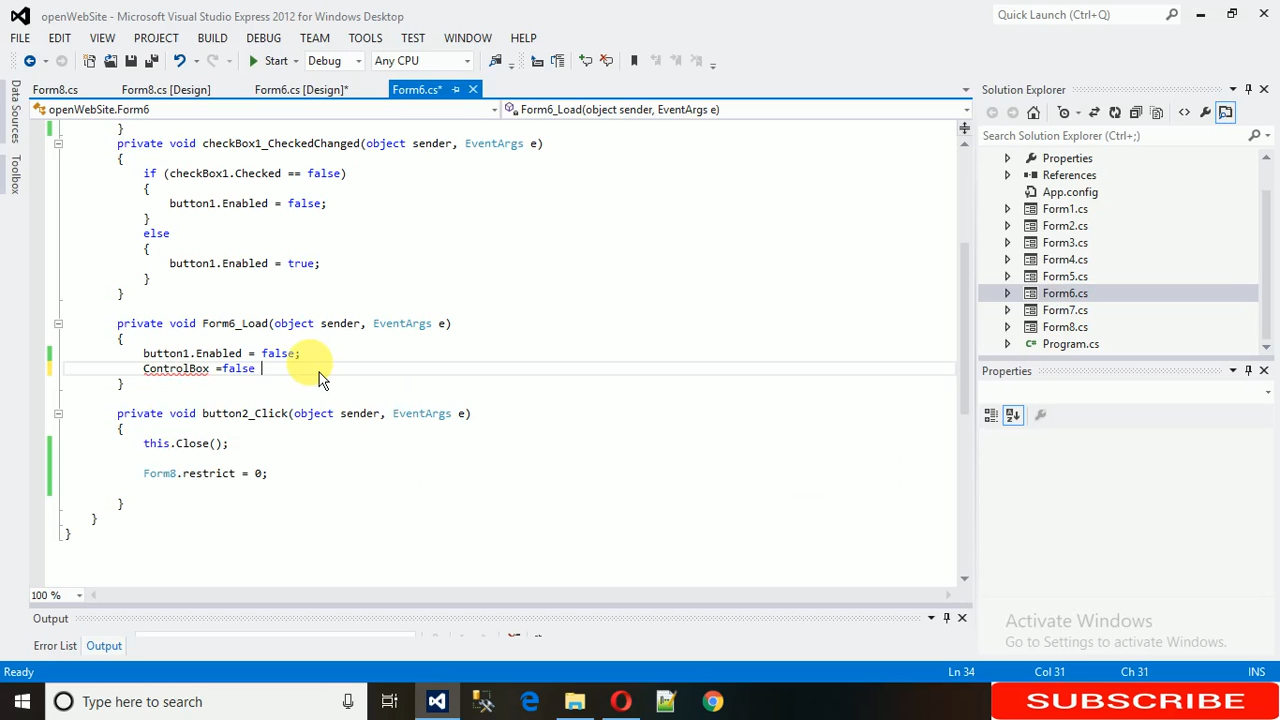 openWebSite - Microsoft Visual Studio Express 2012 for Windows Desktop
Quick Launch (Ctrl+Q)
FILE EDIT VIEW PROJECT BUILD DEBUG TEAM TOOLS TEST WINDOW HELP
Start Debug Any CPU
Data Sources
Toolbox
Form8.cs Form8.cs [Design] Form6.cs [Design]* Form6.cs*
openWebSite.Form6 Form6_Load(object sender, EventArgs e)
}
private void checkBox1_CheckedChanged(object sender, EventArgs e)
{
if (checkBox1.Checked == false)
{
button1.Enabled = false;
}
else
{
button1.Enabled = true;
}
}
private void Form6_Load(object sender, EventArgs e)
{
button1.Enabled = false;
ControlBox =false
}
private void button2_Click(object sender, EventArgs e)
{
this.Close();
Form8.restrict = 0;
}
}
}
100 %
Output
Error List Output
Solution Explorer
Search Solution Explorer (Ctrl+;)
Properties
References
App.config
Form1.cs
Form2.cs
Form3.cs
Form4.cs
Form5.cs
Form6.cs
Form7.cs
Form8.cs
Program.cs
Properties
Activate Windows
Go to Settings to activate Windows.
Ready Ln 34 Col 31 Ch 31 INS
Type here to search
SUBSCRIBE